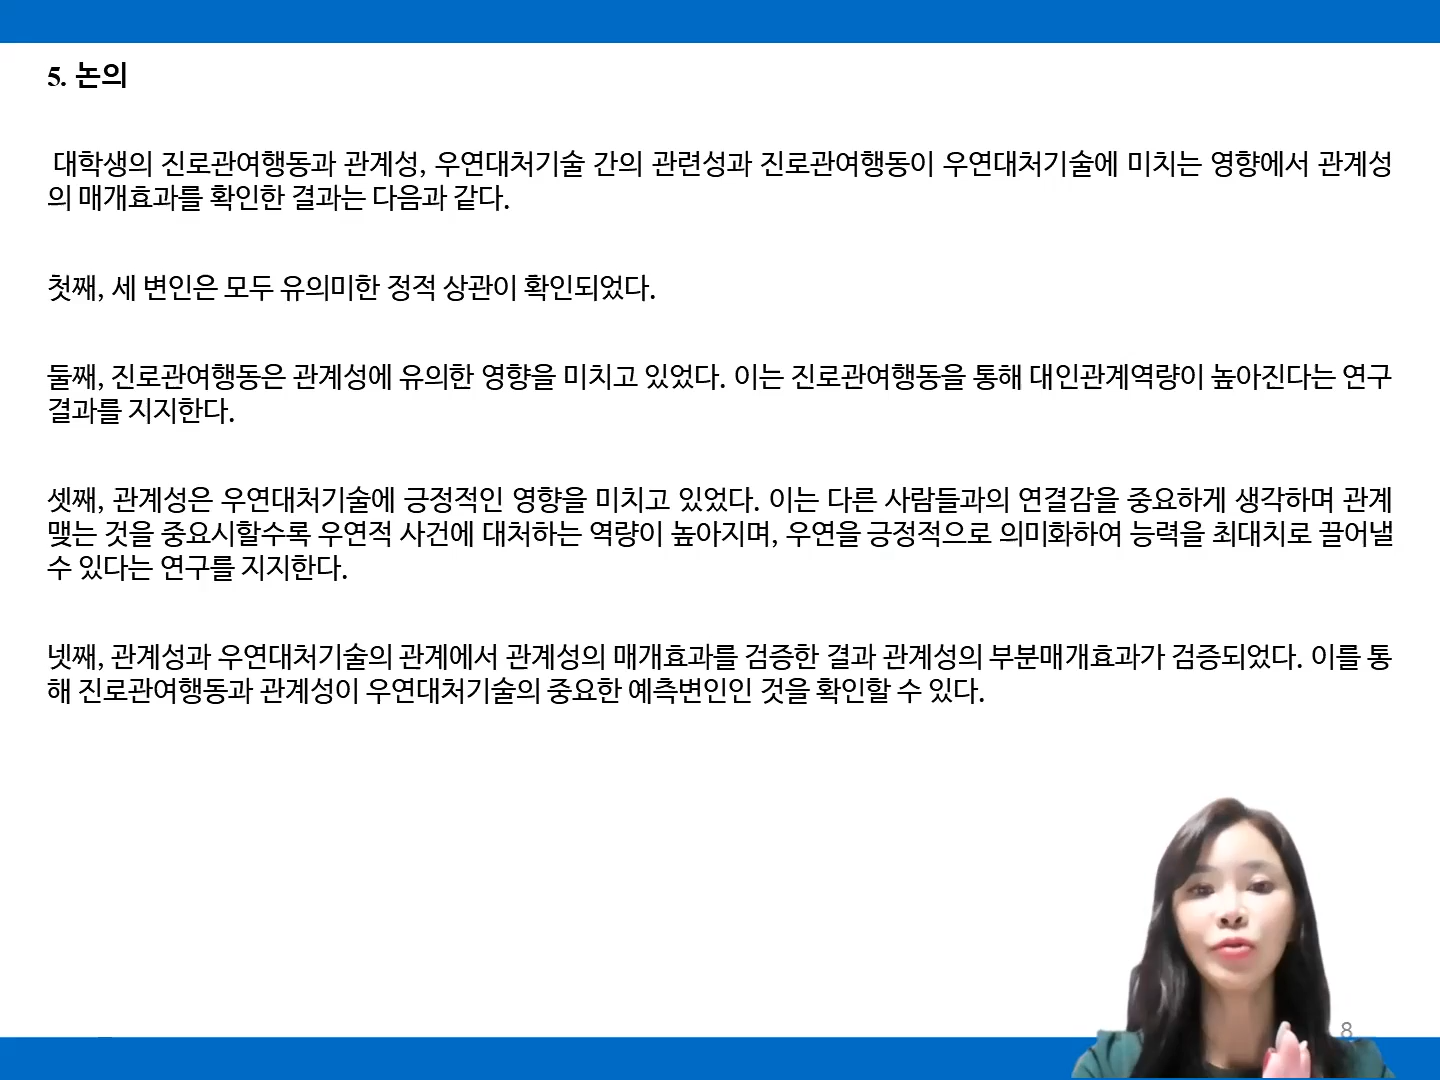 5. 논의
대학생의 진로관여행동과 관계성, 우연대처기술 간의 관련성과 진로관여행동이 우연대처기술에 미치는 영향에서 관계성
의 매개효과를 확인한 결과는 다음과 같다.
첫째, 세 변인은 모두 유의미한 정적 상관이 확인되었다.
둘째, 진로관여행동은 관계성에 유의한 영향을 미치고 있었다. 이는 진로관여행동을 통해 대인관계역량이 높아진다는 연구
결과를 지지한다.
셋째, 관계성은 우연대처기술에 긍정적인 영향을 미치고 있었다. 이는 다른 사람들과의 연결감을 중요하게 생각하며 관계
맺는 것을 중요시할수록 우연적 사건에 대처하는 역량이 높아지며, 우연을 긍정적으로 의미화하여 능력을 최대치로 끌어낼
수 있다는 연구를 지지한다.
넷째, 관계성과 우연대처기술의 관계에서 관계성의 매개효과를 검증한 결과 관계성의 부분매개효과가 검증되었다. 이를 통
해 진로관여행동과 관계성이 우연대처기술의 중요한 예측변인인 것을 확인할 수 있다.
8